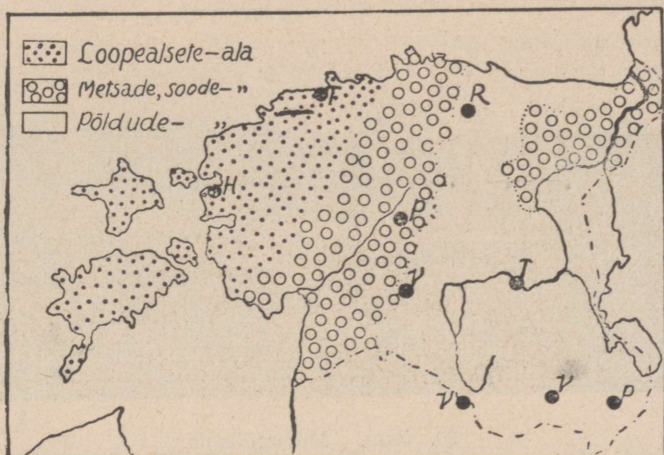 Loopealsete-ala
Metsade, soode- "
Põldude- "
T
R
H
P
V
T
V
V
P